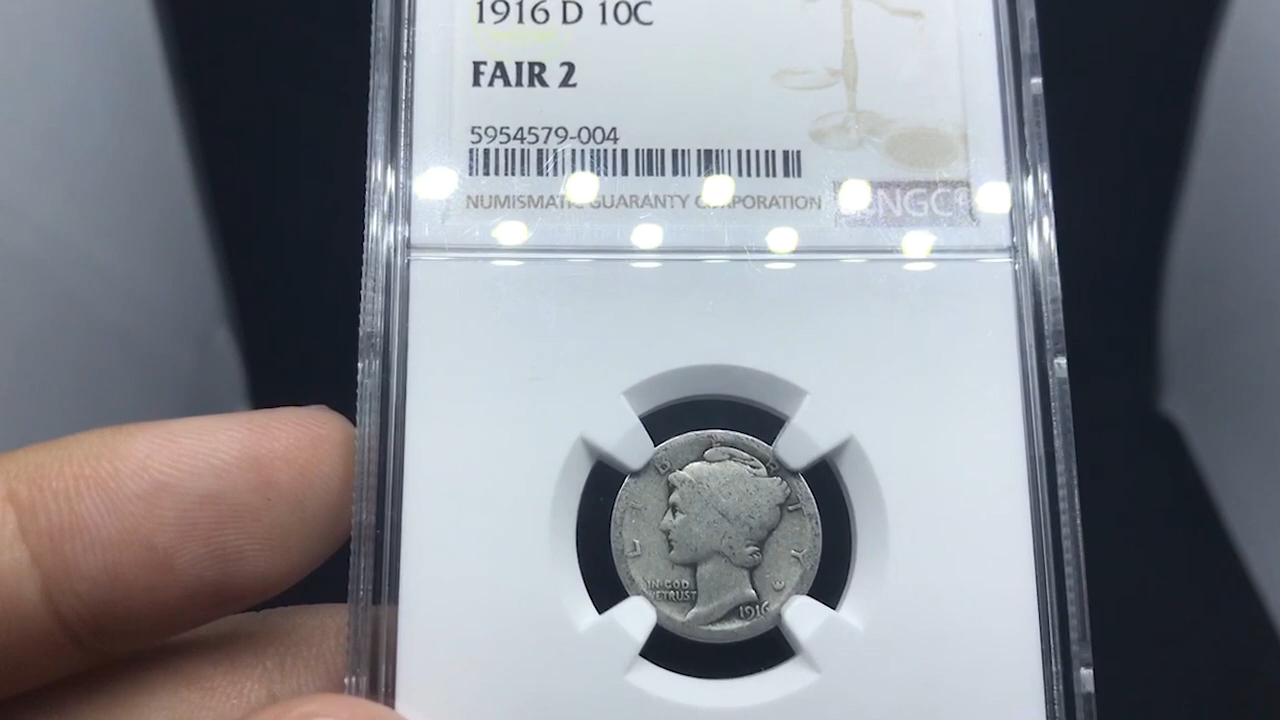 1916 D 10C
FAIR 2
5954579-004
NUMISMATIC GUARANTY CORPORATION
NGC
LIBERTY
IN GOD
WE TRUST
1916